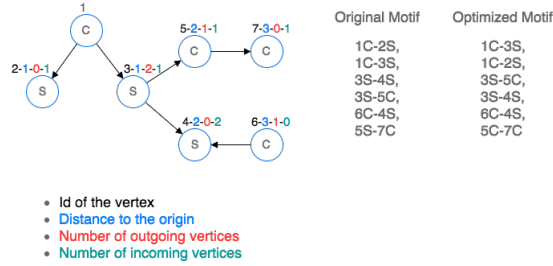 1
C
5-2-1-1
7-3-0-1
C
C
2-1-0-1
3-1-2-1
S
S
4-2-0-2
6-3-1-0
S
C
Original Motif
1C-2S,
1C-3S,
3S-4S,
3S-5C,
6C-4S,
5S-7C
Optimized Motif
1C-3S,
1C-2S,
3S-5C,
3S-4S,
6C-4S,
5C-7C
• Id of the vertex
• Distance to the origin
• Number of outgoing vertices
• Number of incoming vertices